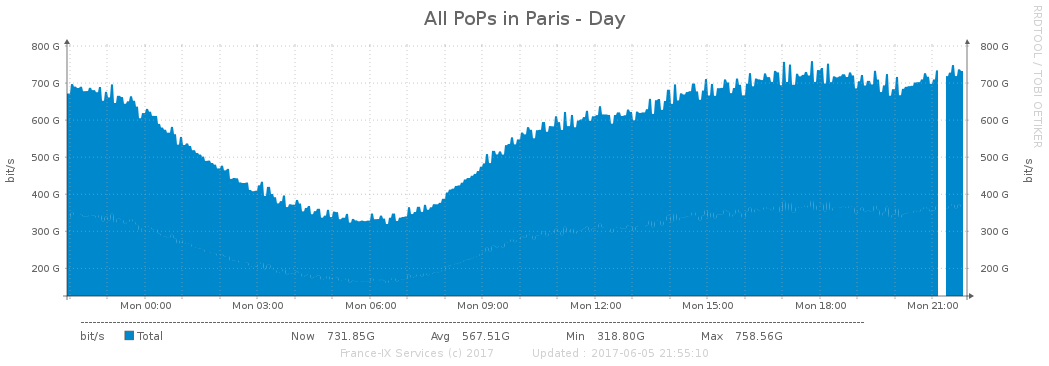 All PoPs in Paris - Day
RRDTOOL / TOBI OETIKER
800 G 800 G
700 G 700 G
600 G 600 G
500 G 500 G
400 G 400 G
300 G 300 G
200 G 200 G
bit/s bit/s
Mon 00:00 Mon 03:00 Mon 06:00 Mon 09:00 Mon 12:00 Mon 15:00 Mon 18:00 Mon 21:00
bit/s Total Now 731.85G Avg 567.51G Min 318.80G Max 758.56G
France-IX Services (c) 2017 Updated : 2017-06-05 21:55:10